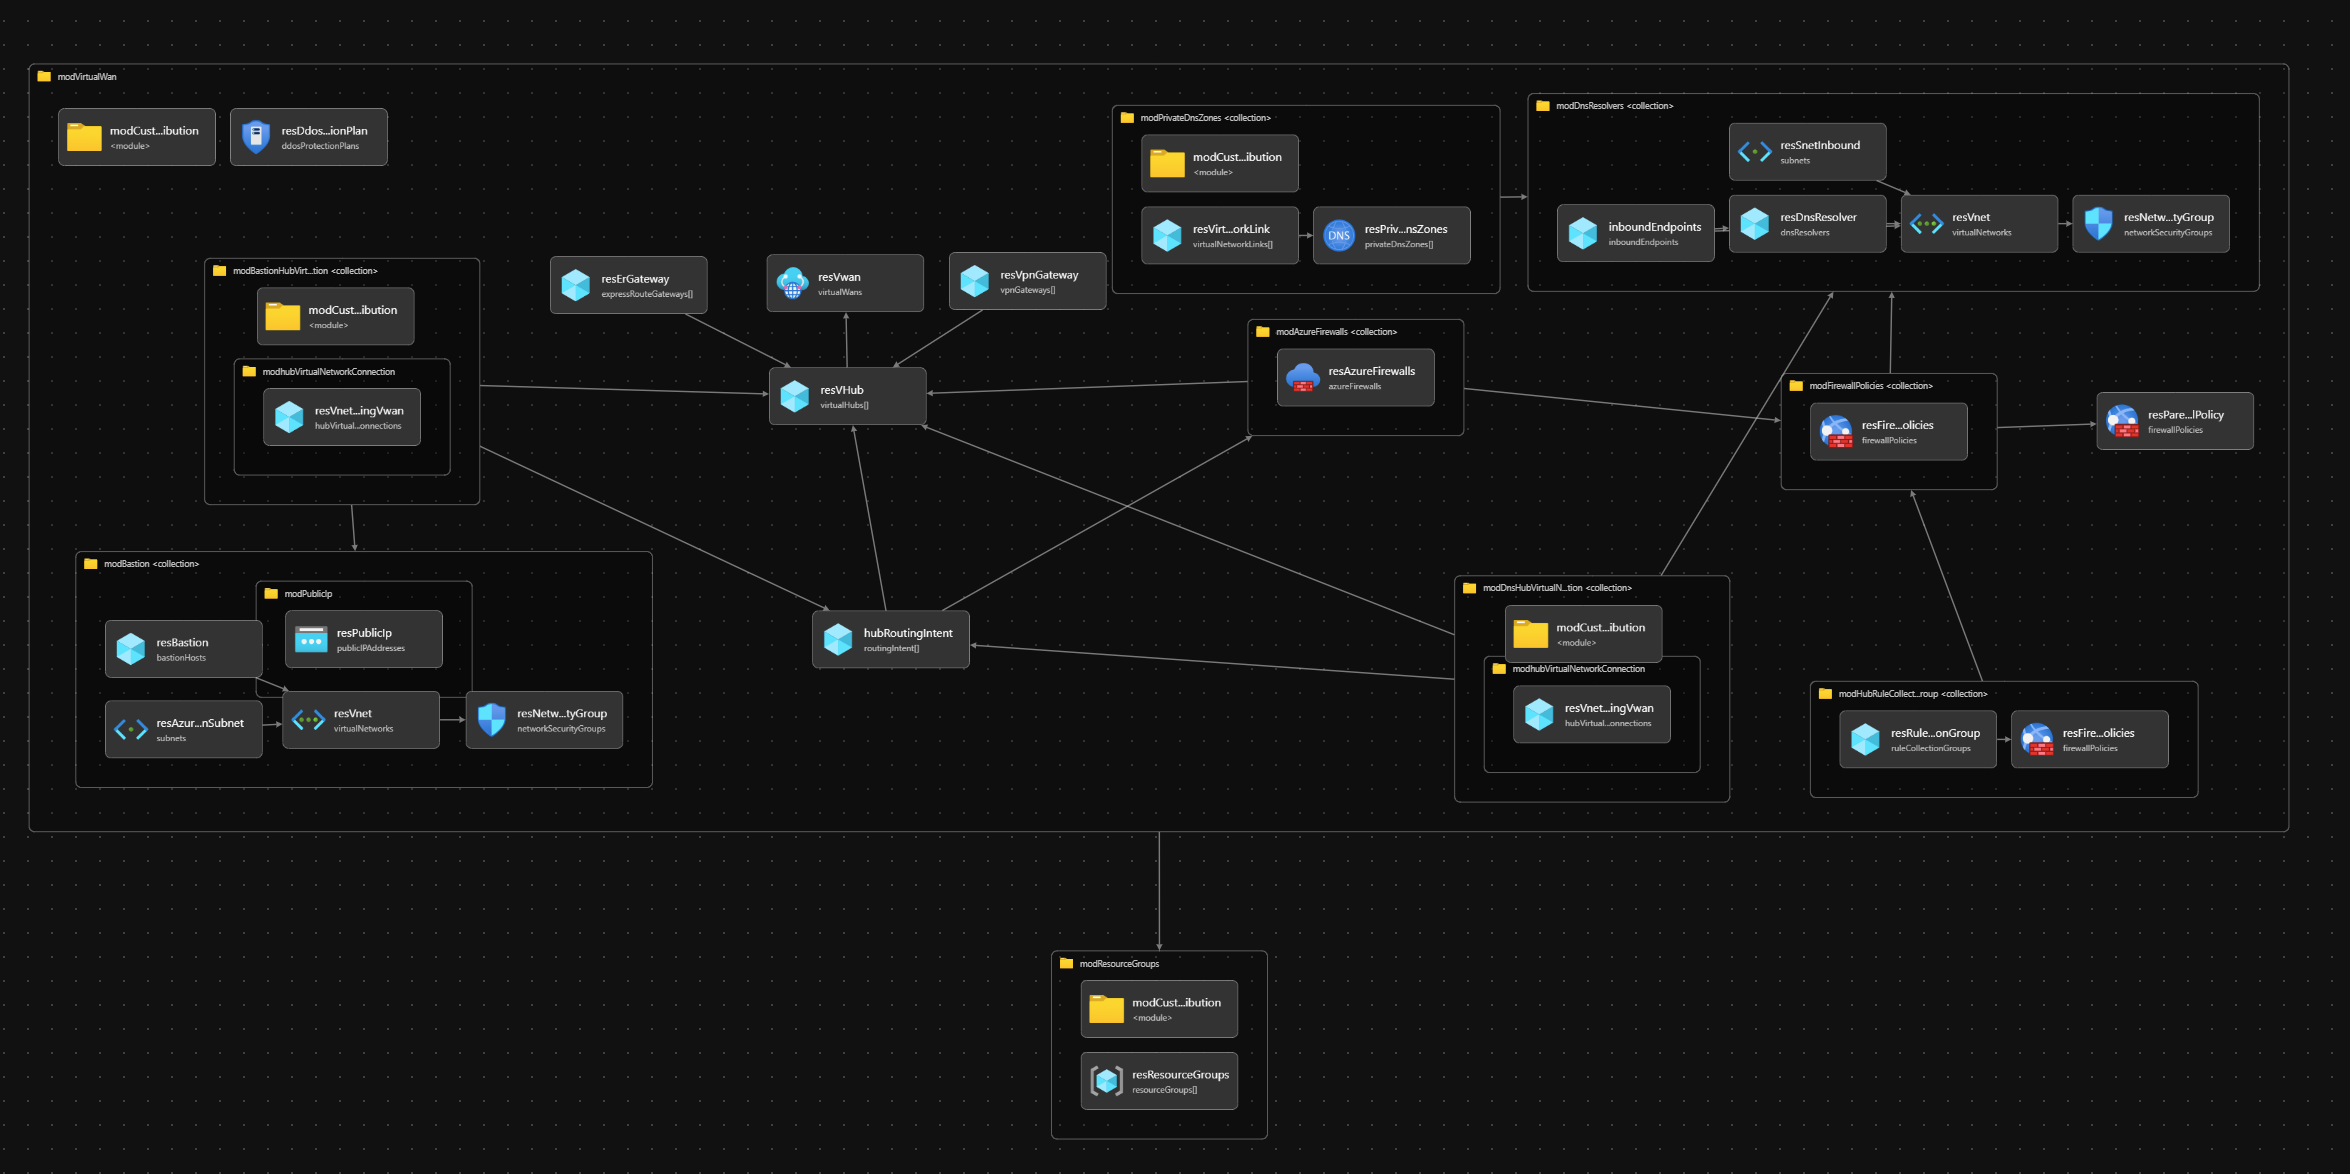 modVirtualWan
modCust...ibution
<module>
resDdos...ionPlan
ddosProtectionPlans
modPrivateDnsZones <collection>
modCust...ibution
<module>
resVirt...orkLink
virtualNetworkLinks[]
DNS
resPriv...nsZones
privateDnsZones[]
modDnsResolvers <collection>
resSnetInbound
subnets
inboundEndpoints
inboundEndpoints
resDnsResolver
dnsResolvers
resVnet
virtualNetworks
resNetw...tyGroup
networkSecurityGroups
modBastionHubVirt...tion <collection>
modCust...ibution
<module>
modhubVirtualNetworkConnection
resVnet...ingVwan
hubVirtual...onnections
resErGateway
expressRouteGateways[]
resVwan
virtualWans
resVpnGateway
vpnGateways[]
resVHub
virtualHubs[]
modAzureFirewalls <collection>
resAzureFirewalls
azureFirewalls
modFirewallPolicies <collection>
resFire...olicies
firewallPolicies
resPare...lPolicy
firewallPolicies
modBastion <collection>
modPublicIp
resPublicIp
publicIPAddresses
resBastion
bastionHosts
resAzur...nSubnet
subnets
resVnet
virtualNetworks
resNetw...tyGroup
networkSecurityGroups
hubRoutingIntent
routingIntent[]
modDnsHubVirtualN...tion <collection>
modCust...ibution
<module>
modhubVirtualNetworkConnection
resVnet...ingVwan
hubVirtual...onnections
modHubRuleCollect...roup <collection>
resRule...onGroup
ruleCollectionGroups
resFire...olicies
firewallPolicies
modResourceGroups
modCust...ibution
<module>
resResourceGroups
resourceGroups[]